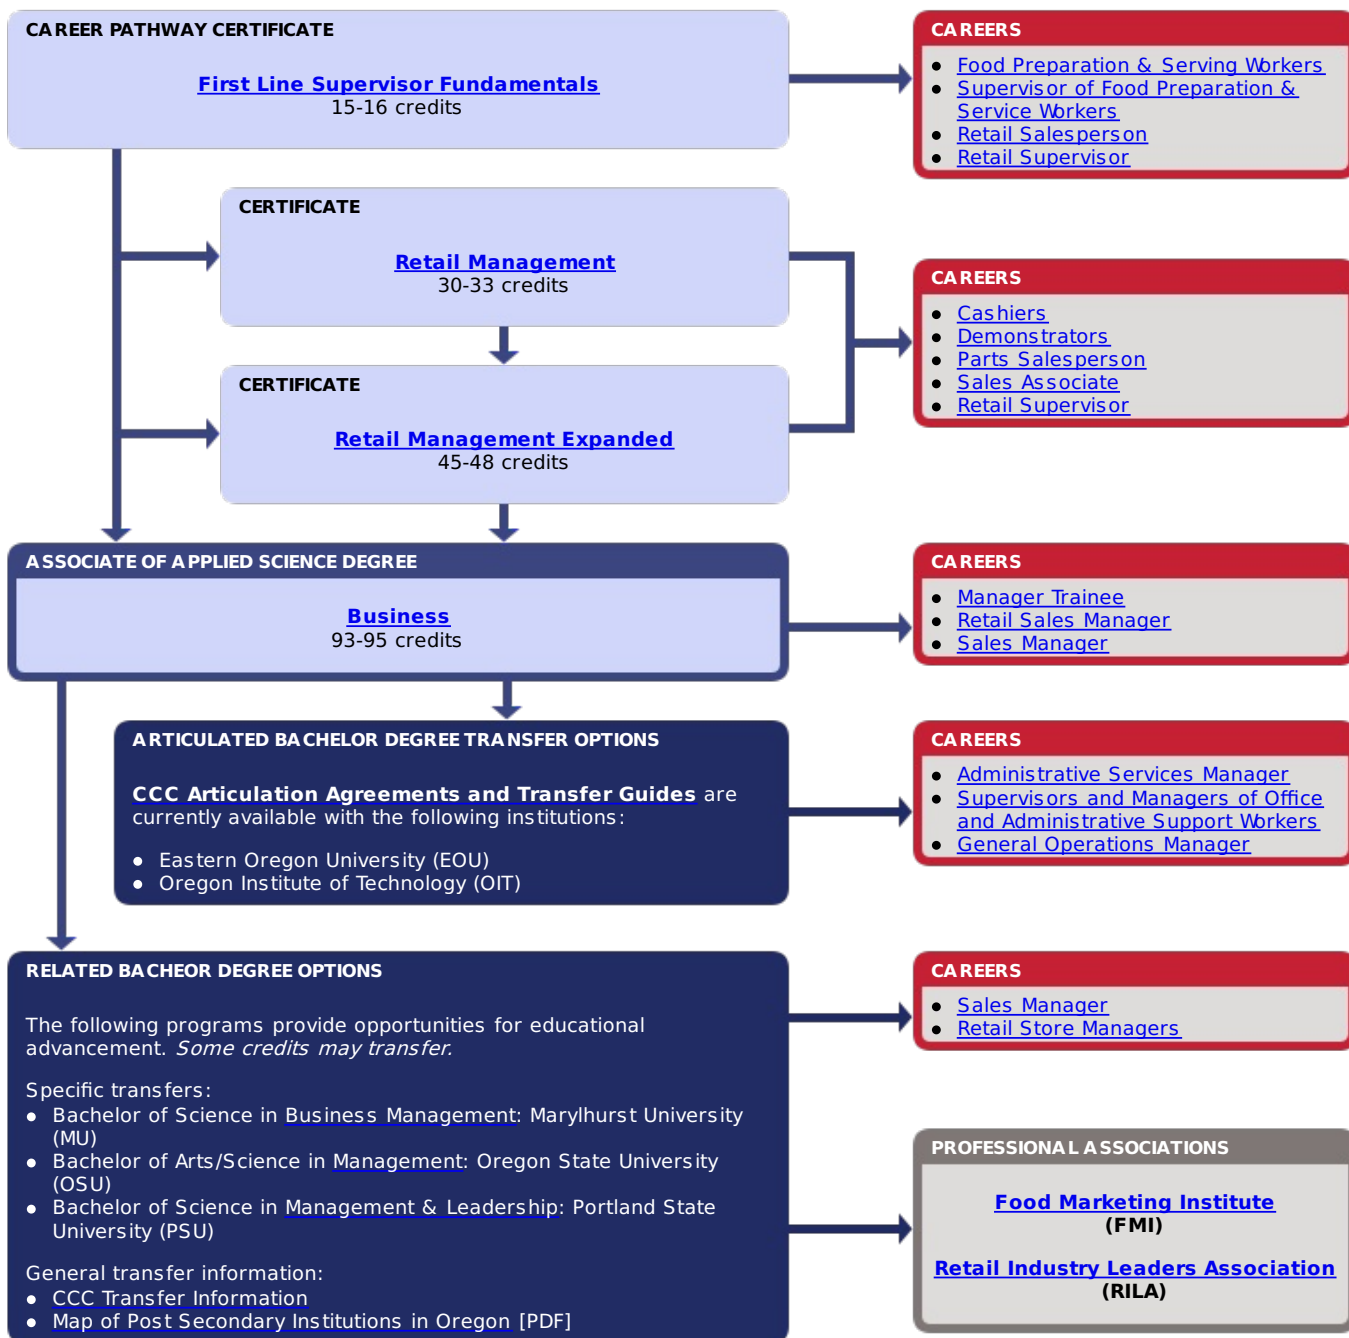 CAREER PATHWAY CERTIFICATE
First Line Supervisor Fundamentals
15-16 credits
CAREERS
● Food Preparation & Serving Workers
● Supervisor of Food Preparation &
Service Workers
● Retail Salesperson
● Retail Supervisor
CERTIFICATE
Retail Management
30-33 credits
CERTIFICATE
Retail Management Expanded
45-48 credits
CAREERS
● Cashiers
● Demonstrators
● Parts Salesperson
● Sales Associate
● Retail Supervisor
ASSOCIATE OF APPLIED SCIENCE DEGREE
Business
93-95 credits
CAREERS
● Manager Trainee
● Retail Sales Manager
● Sales Manager
ARTICULATED BACHELOR DEGREE TRANSFER OPTIONS
CCC Articulation Agreements and Transfer Guides are
currently available with the following institutions:
● Eastern Oregon University (EOU)
● Oregon Institute of Technology (OIT)
CAREERS
● Administrative Services Manager
● Supervisors and Managers of Office
and Administrative Support Workers
● General Operations Manager
RELATED BACHEOR DEGREE OPTIONS
The following programs provide opportunities for educational
advancement. Some credits may transfer.
Specific transfers:
● Bachelor of Science in Business Management: Marylhurst University
(MU)
● Bachelor of Arts/Science in Management: Oregon State University
(OSU)
● Bachelor of Science in Management & Leadership: Portland State
University (PSU)
General transfer information:
● CCC Transfer Information
● Map of Post Secondary Institutions in Oregon [PDF]
CAREERS
● Sales Manager
● Retail Store Managers
PROFESSIONAL ASSOCIATIONS
Food Marketing Institute
(FMI)
Retail Industry Leaders Association
(RILA)